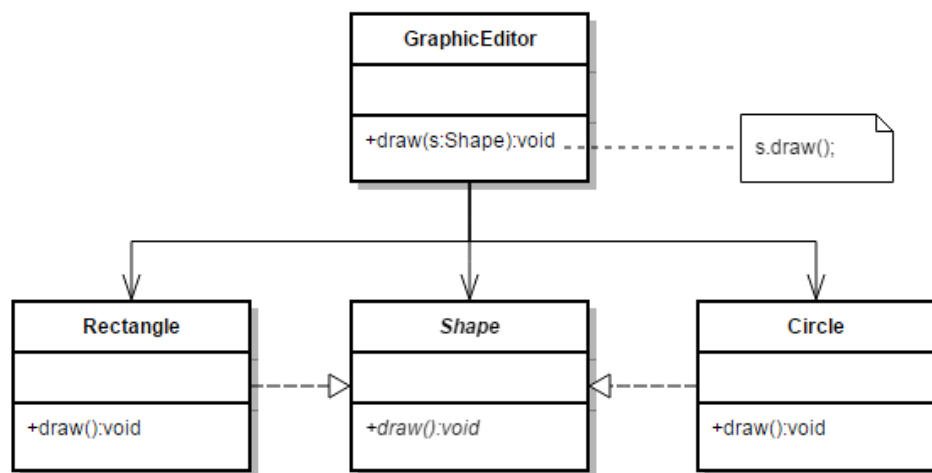 GraphicEditor
+draw(s:Shape):void
s.draw();
Rectangle
Shape
Circle
+draw():void
+draw():void
+draw():void